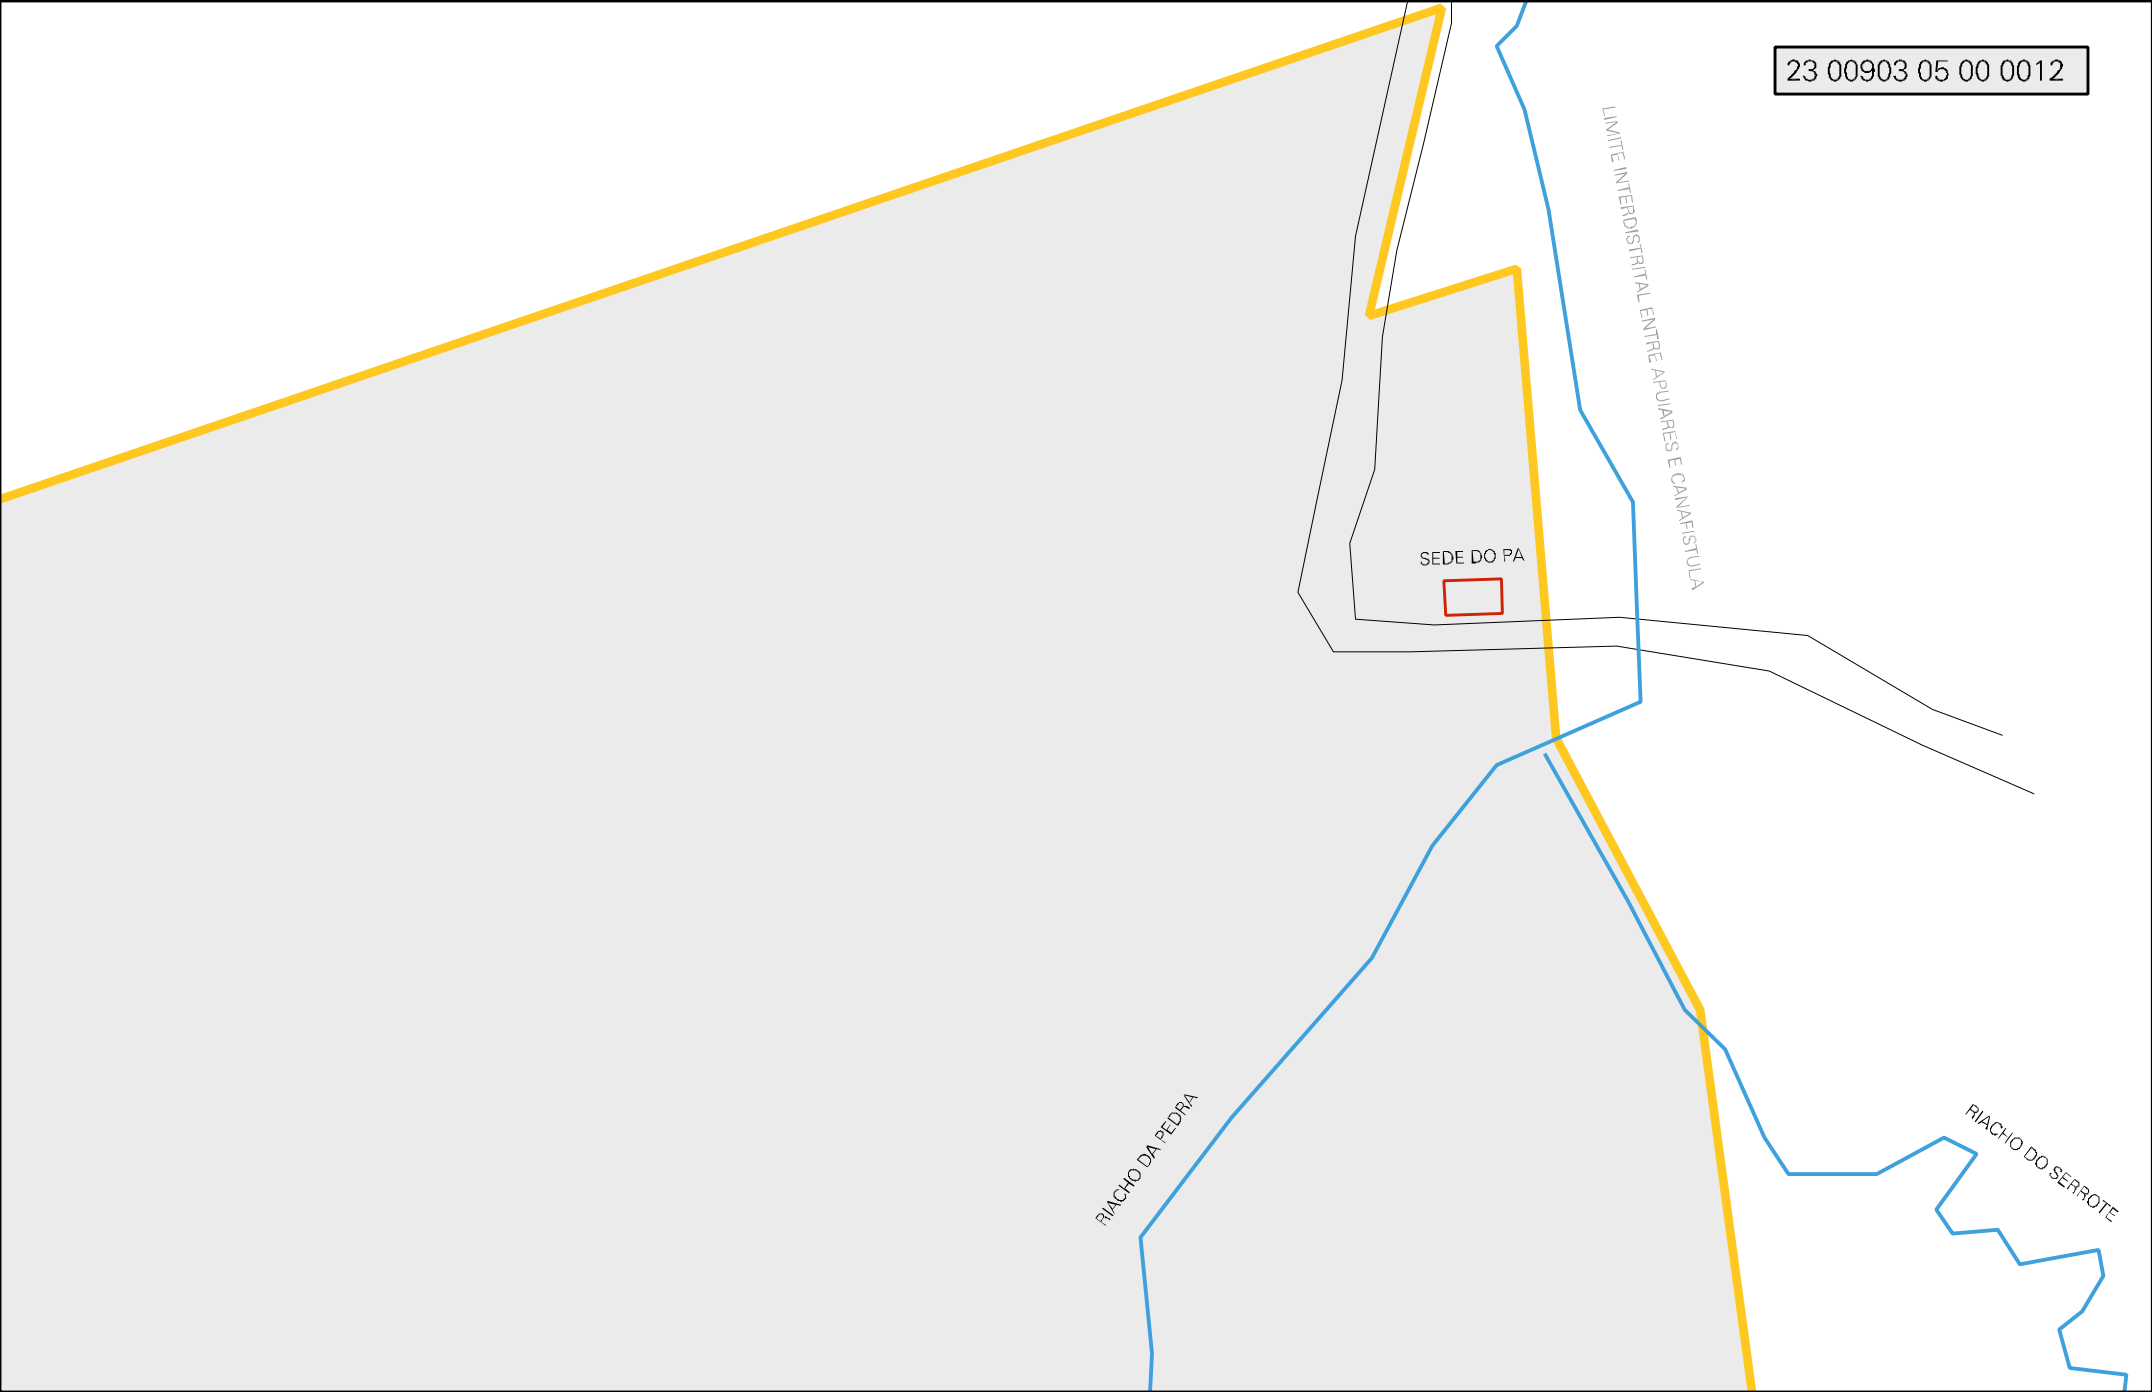 23 00903 05 00 0012
LIMITE INTERDISTRITAL ENTRE APUIARES E CANAFISTULA
SEDE DO PA
RIACHO DA PEDRA
RIACHO DO SERROTE